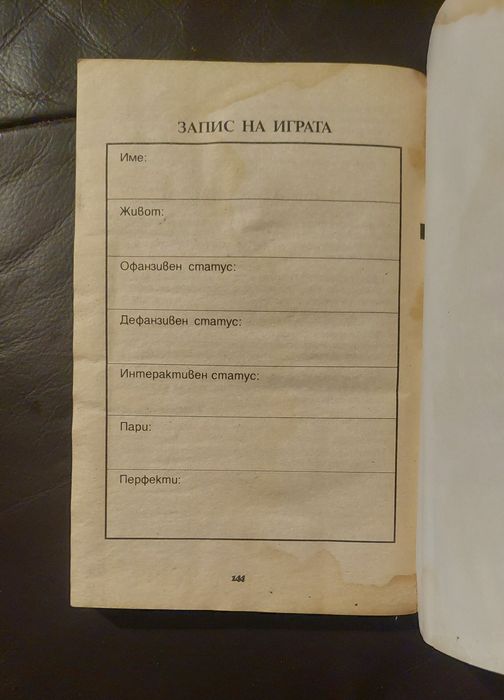 ЗАПИС НА ИГРАТА
Име:
Живот:
Офанзивен статус:
Дефанзивен статус:
Интерактивен статус:
Пари:
Перфекти:
144